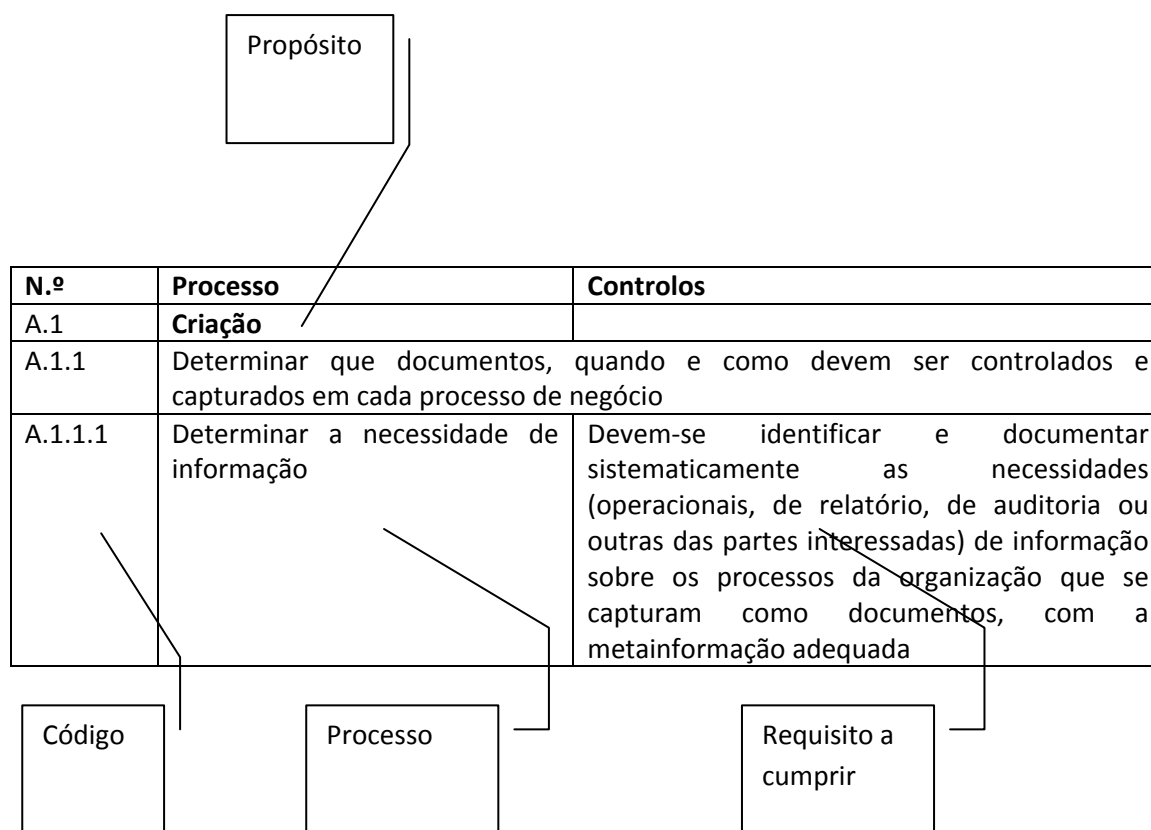 Propósito
N.º Processo Controlos
A.1 Criação
A.1.1 Determinar que documentos, quando e como devem ser controlados e
capturados em cada processo de negócio
A.1.1.1 Determinar a necessidade de Devem-se identificar e documentar
informação sistematicamente as necessidades
(operacionais, de relatório, de auditoria ou
outras das partes interessadas) de informação
sobre os processos da organização que se
capturam como documentos, com a
metainformação adequada
Código Processo Requisito a
cumprir